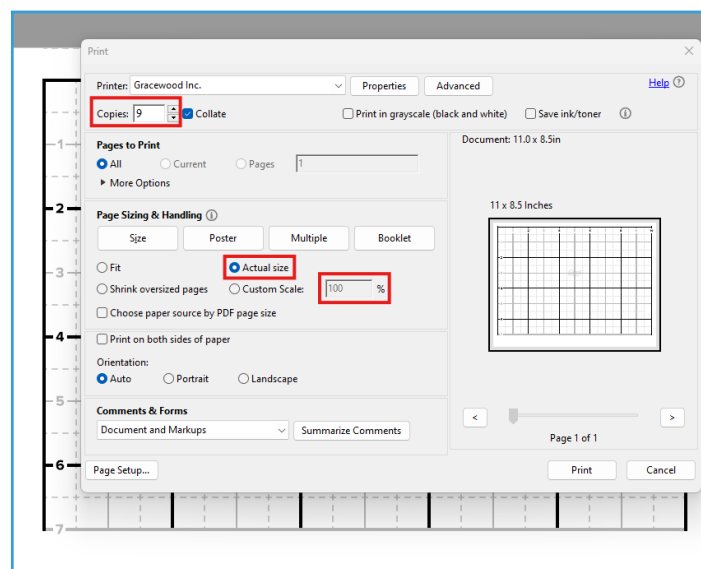 Print
Printer: Gracewood Inc. Properties Advanced Help
Copies: 9 Collate Print in grayscale (black and white) Save ink/toner
Pages to Print
All Current Pages 1
More Options
Page Sizing & Handling
Size Poster Multiple Booklet
Fit Actual size
Shrink oversized pages Custom Scale: 100 %
Choose paper source by PDF page size
Print on both sides of paper
Orientation:
Auto Portrait Landscape
Comments & Forms
Document and Markups Summarize Comments
Page Setup...
Document: 11.0 x 8.5in
11 x 8.5 Inches
< >
Page 1 of 1
Print Cancel
1
2
3
4
5
6
7